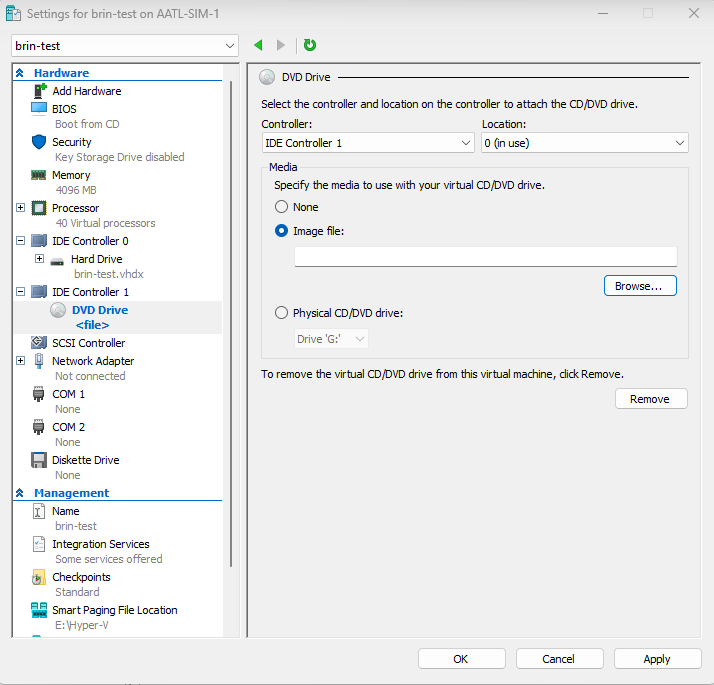 Settings for brin-test on AATL-SIM-1
brin-test
Hardware
Add Hardware
BIOS
Boot from CD
Security
Key Storage Drive disabled
Memory
4096 MB
Processor
40 Virtual processors
IDE Controller 0
Hard Drive
brin-test.vhdx
IDE Controller 1
DVD Drive
<file>
SCSI Controller
Network Adapter
Not connected
COM 1
None
COM 2
None
Diskette Drive
None
Management
Name
brin-test
Integration Services
Some services offered
Checkpoints
Standard
Smart Paging File Location
E:\Hyper-V
DVD Drive
Select the controller and location on the controller to attach the CD/DVD drive.
Controller:
Location:
IDE Controller 1
0 (in use)
Media
Specify the media to use with your virtual CD/DVD drive.
None
Image file:
Browse...
Physical CD/DVD drive:
Drive 'G:'
To remove the virtual CD/DVD drive from this virtual machine, click Remove.
Remove
OK
Cancel
Apply